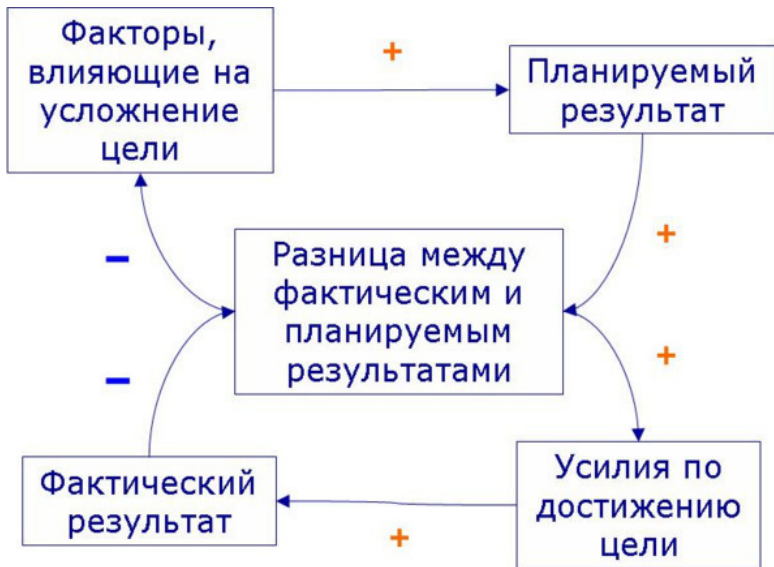 Факторы,
влияющие на
усложнение
цели
+
Планируемый
результат
+
−
Разница между
фактическим и
планируемым
результатами
+
−
Фактический
результат
+
Усилия по
достижению
цели